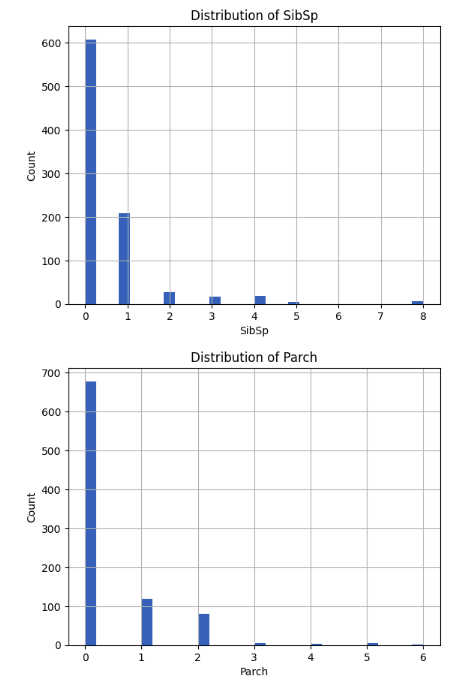 Distribution of SibSp
600
500
400
300
200
100
0
Count
0 1 2 3 4 5 6 7 8
SibSp
Distribution of Parch
700
600
500
400
300
200
100
0
Count
0 1 2 3 4 5 6
Parch